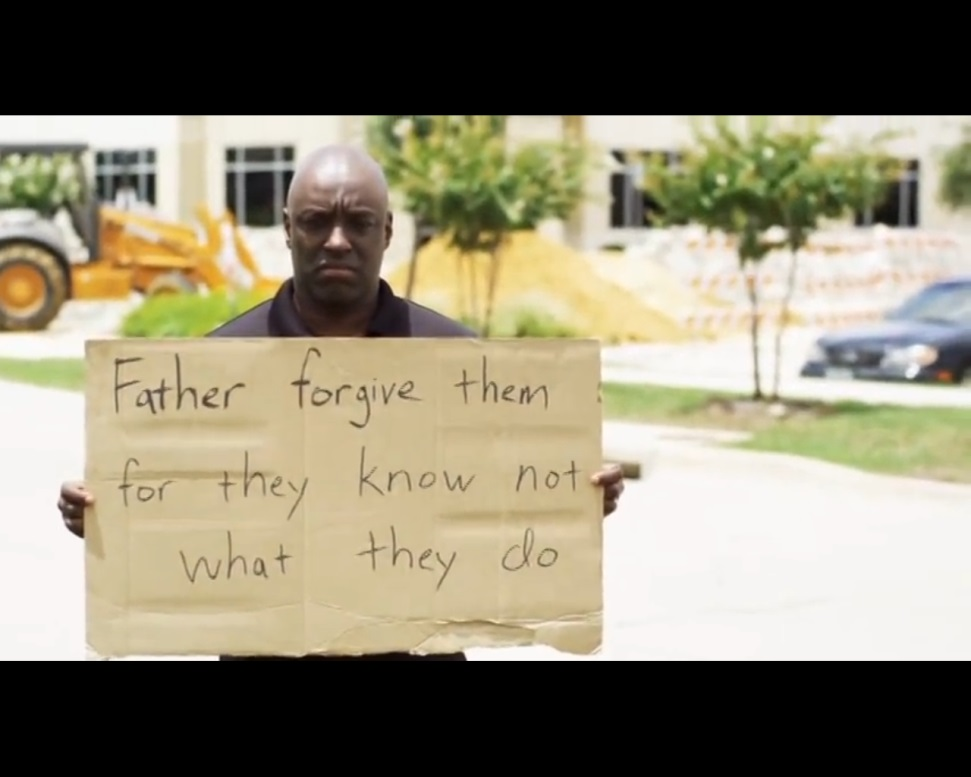 Father forgive them
for they know not
what they do